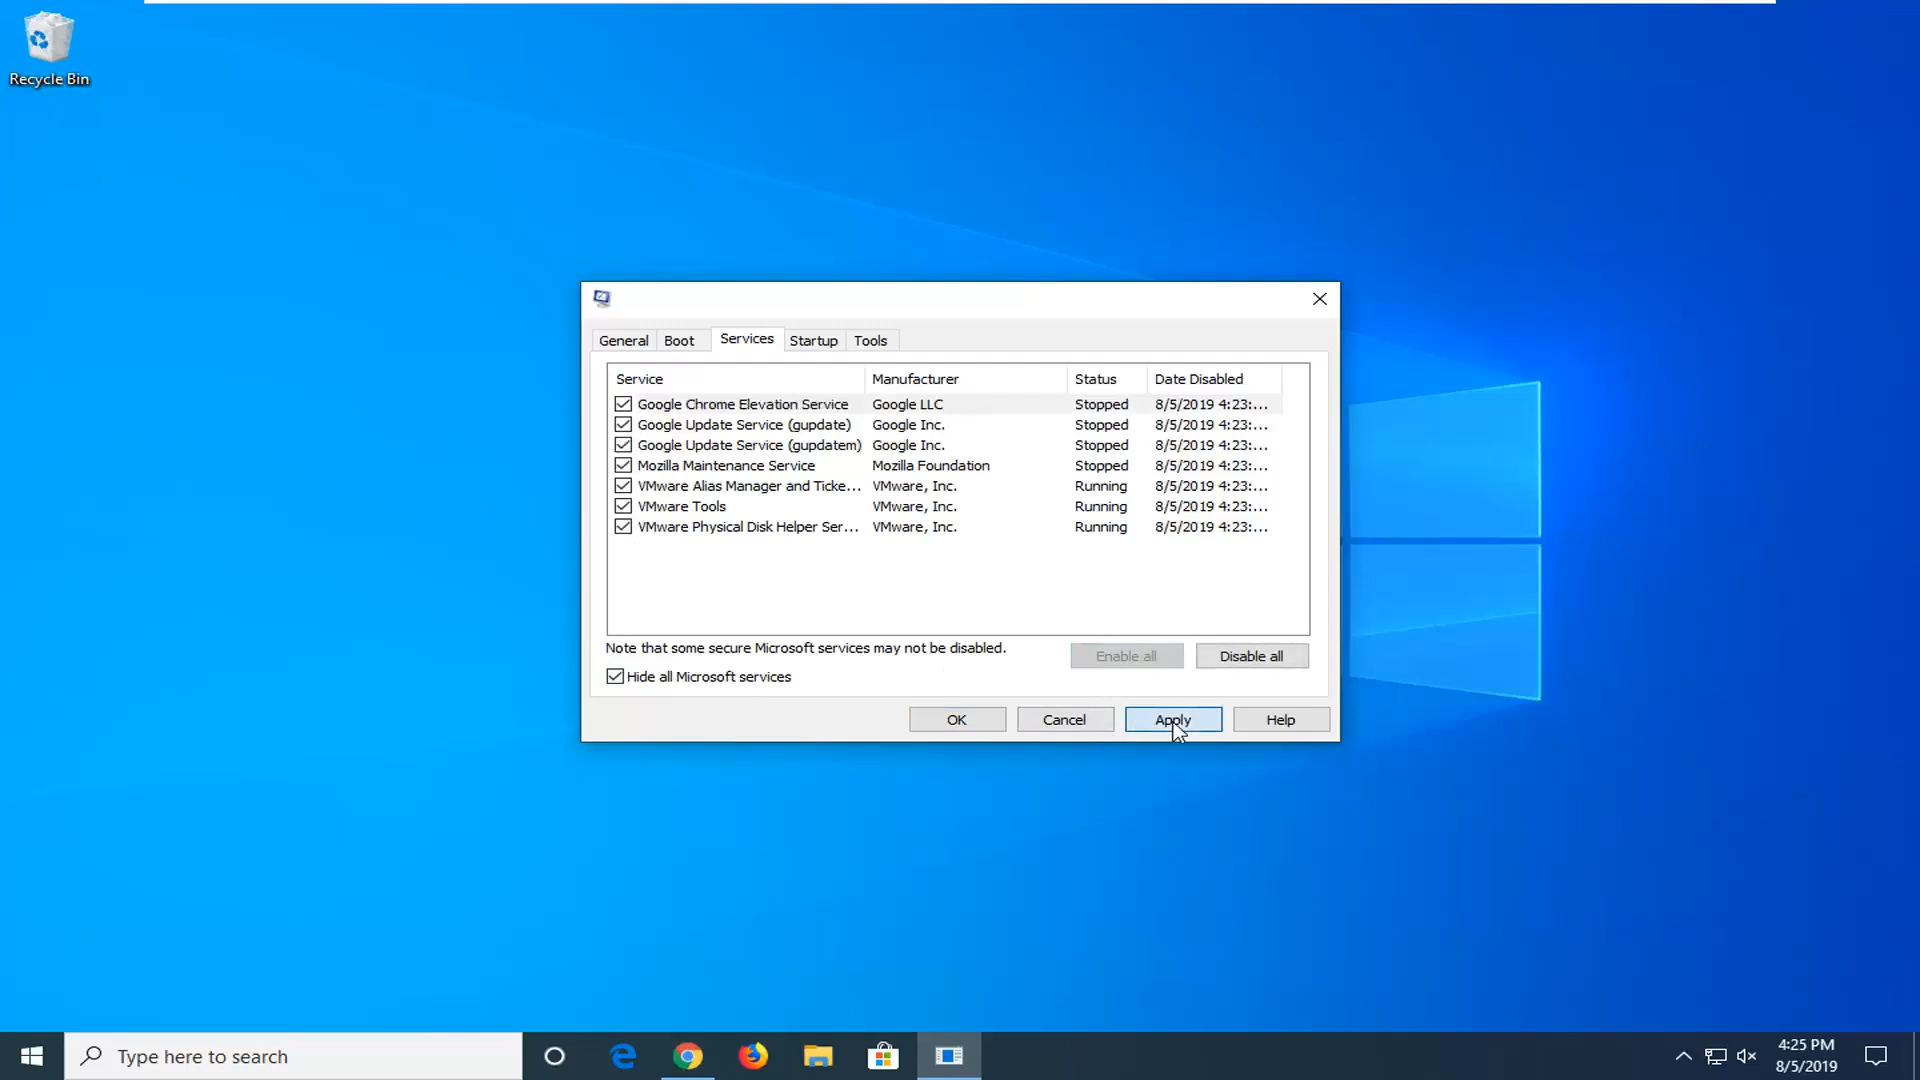 Recycle Bin
General Boot Services Startup Tools
Service Manufacturer Status Date Disabled
Google Chrome Elevation Service Google LLC Stopped 8/5/2019 4:23:...
Google Update Service (gupdate) Google Inc. Stopped 8/5/2019 4:23:...
Google Update Service (gupdatem) Google Inc. Stopped 8/5/2019 4:23:...
Mozilla Maintenance Service Mozilla Foundation Stopped 8/5/2019 4:23:...
VMware Alias Manager and Ticke... VMware, Inc. Running 8/5/2019 4:23:...
VMware Tools VMware, Inc. Running 8/5/2019 4:23:...
VMware Physical Disk Helper Ser... VMware, Inc. Running 8/5/2019 4:23:...
Note that some secure Microsoft services may not be disabled.
Enable all Disable all
Hide all Microsoft services
OK Cancel Apply Help
Type here to search
4:25 PM
8/5/2019